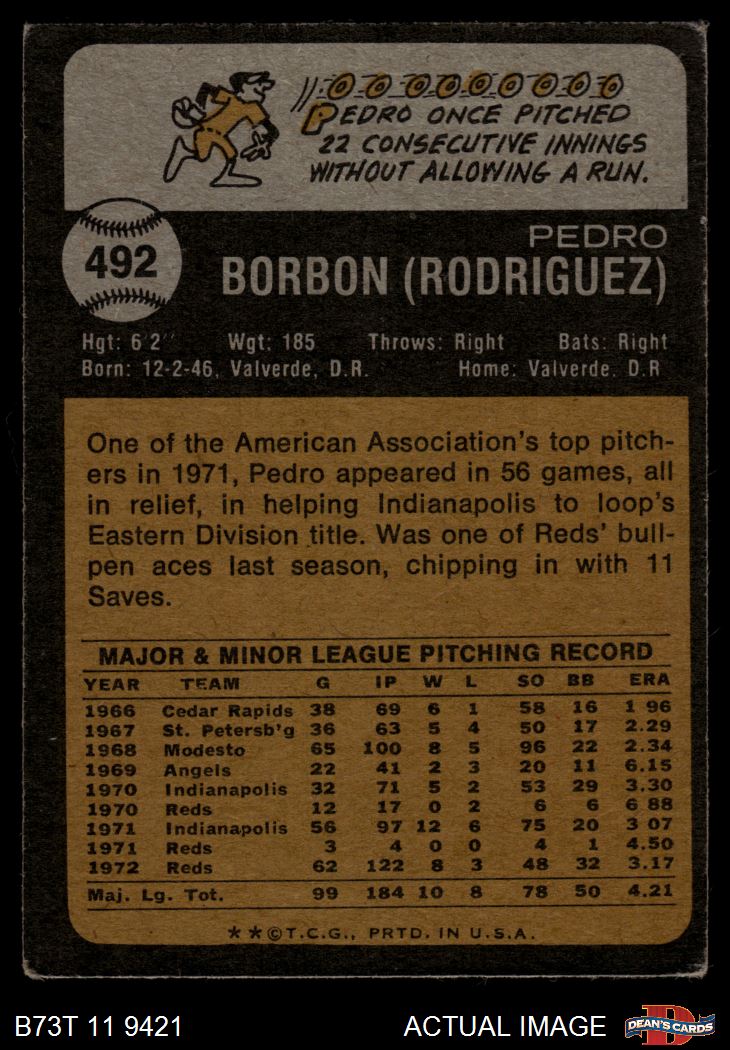 PEDRO ONCE PITCHED
22 CONSECUTIVE INNINGS
WITHOUT ALLOWING A RUN.
492
PEDRO
BORBON (RODRIGUEZ)
Hgt: 6'2" Wgt: 185 Throws: Right Bats: Right
Born: 12-2-46, Valverde, D.R. Home: Valverde. D.R
One of the American Association's top pitch-
ers in 1971, Pedro appeared in 56 games, all
in relief, in helping Indianapolis to loop's
Eastern Division title. Was one of Reds' bull-
pen aces last season, chipping in with 11
Saves.
MAJOR & MINOR LEAGUE PITCHING RECORD
YEAR TEAM G IP W L SO BB ERA
1966 Cedar Rapids 38 69 6 1 58 16 1 96
1967 St. Petersb'g 36 63 5 4 50 17 2.29
1968 Modesto 65 100 8 5 96 22 2.34
1969 Angels 22 41 2 3 20 11 6.15
1970 Indianapolis 32 71 5 2 53 29 3.30
1970 Reds 12 17 0 2 6 6 6 88
1971 Indianapolis 56 97 12 6 75 20 3 07
1971 Reds 3 4 0 0 4 1 4.50
1972 Reds 62 122 8 3 48 32 3.17
Maj. Lg. Tot. 99 184 10 8 78 50 4.21
**©T.C.G., PRTD. IN U.S.A.
B73T 11 9421 ACTUAL IMAGE DEAN'S CARDS